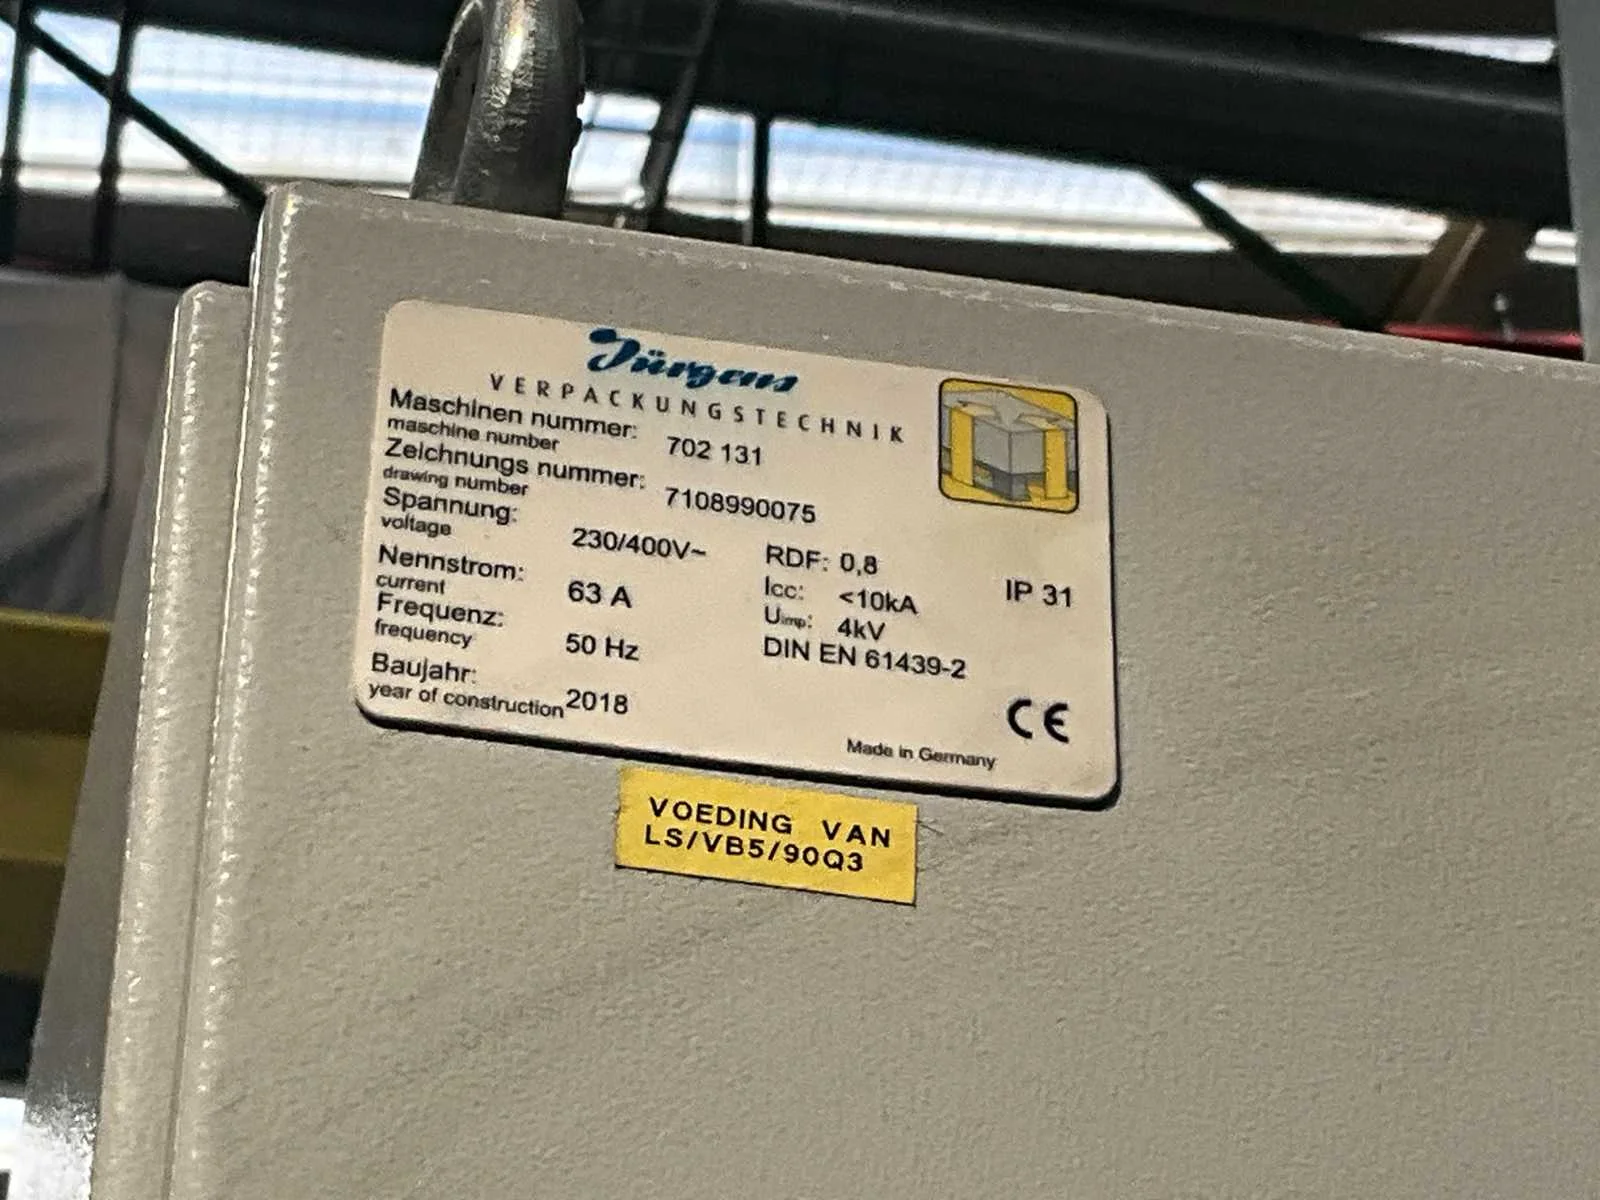 Jürgens
VERPACKUNGSTECHNIK
Maschinen nummer: 702 131
maschine number
Zeichnungs nummer: 7108990075
drawing number
Spannung: 230/400V~
voltage
Nennstrom: 63 A
current
Frequenz: 50 Hz
frequency
Baujahr: 2018
year of construction
RDF: 0,8
Icc: <10kA
Uimp: 4kV
DIN EN 61439-2
IP 31
CE
Made in Germany
VOEDING VAN
LS/VB5/90Q3